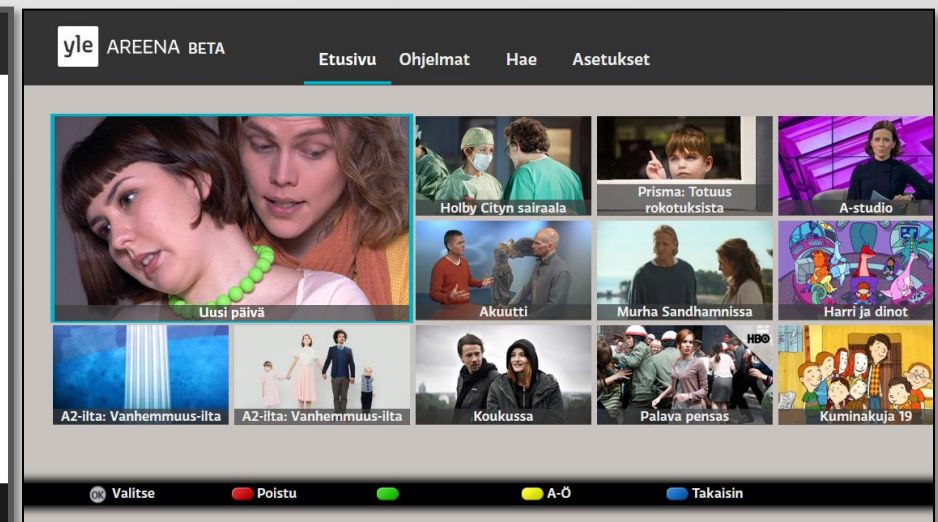 yle AREENA BETA
Etusivu Ohjelmat Hae Asetukset
Uusi päivä
Holby Cityn sairaala
Prisma: Totuus
rokotuksista
A-studio
Akuutti
Murha Sandhamnissa
Harri ja dinot
A2-ilta: Vanhemmuus-ilta
A2-ilta: Vanhemmuus-ilta
Koukussa
HBO
Palava pensas
Kuminakuja 19
OK Valitse Poistu A-Ö Takaisin